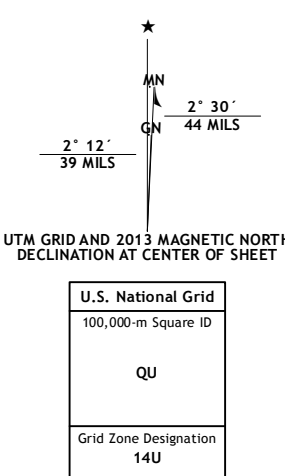 ★
MN
GN
2° 30´
44 MILS
2° 12´
39 MILS
UTM GRID AND 2013 MAGNETIC NORTH
DECLINATION AT CENTER OF SHEET
U.S. National Grid
100,000-m Square ID
QU
Grid Zone Designation
14U